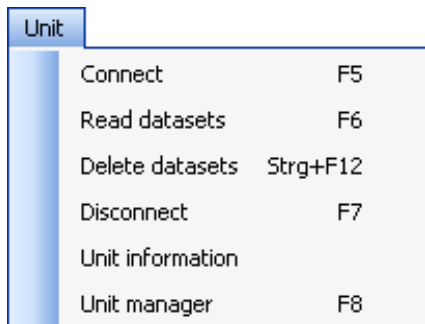 Unit
Connect F5
Read datasets F6
Delete datasets Strg+F12
Disconnect F7
Unit information
Unit manager F8